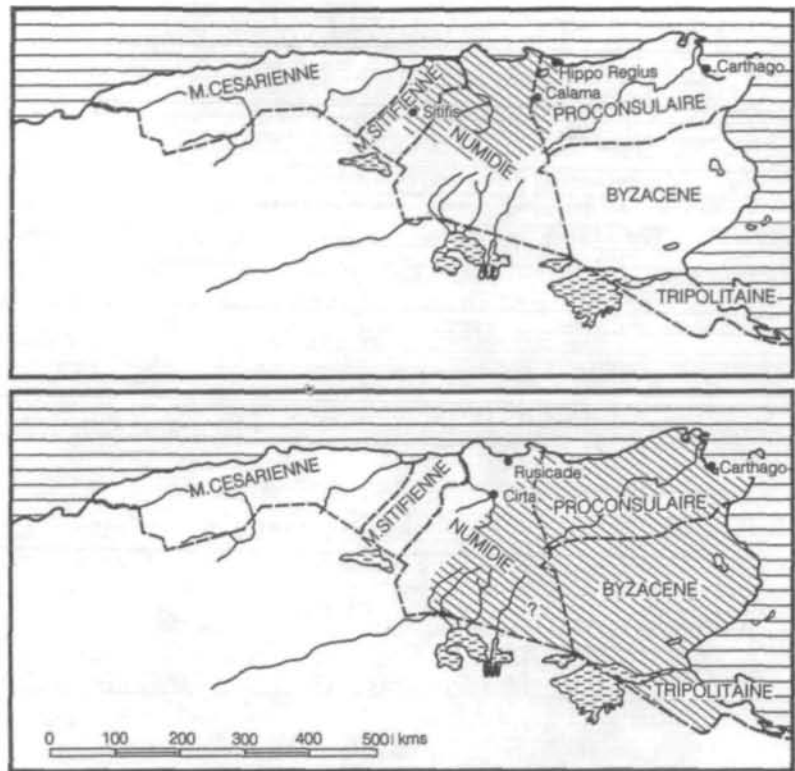 M.CESARIENNE
M.SITIFIENNE
Sitifis
NUMIDIE
Hippo Regius
Calama
Carthago
PROCONSULAIRE
BYZACENE
TRIPOLITAINE
M.CESARIENNE
M.SITIFIENNE
Rusicade
Cirta
NUMIDIE
Carthago
PROCONSULAIRE
BYZACENE
?
TRIPOLITAINE
0 100 200 300 400 500 kms